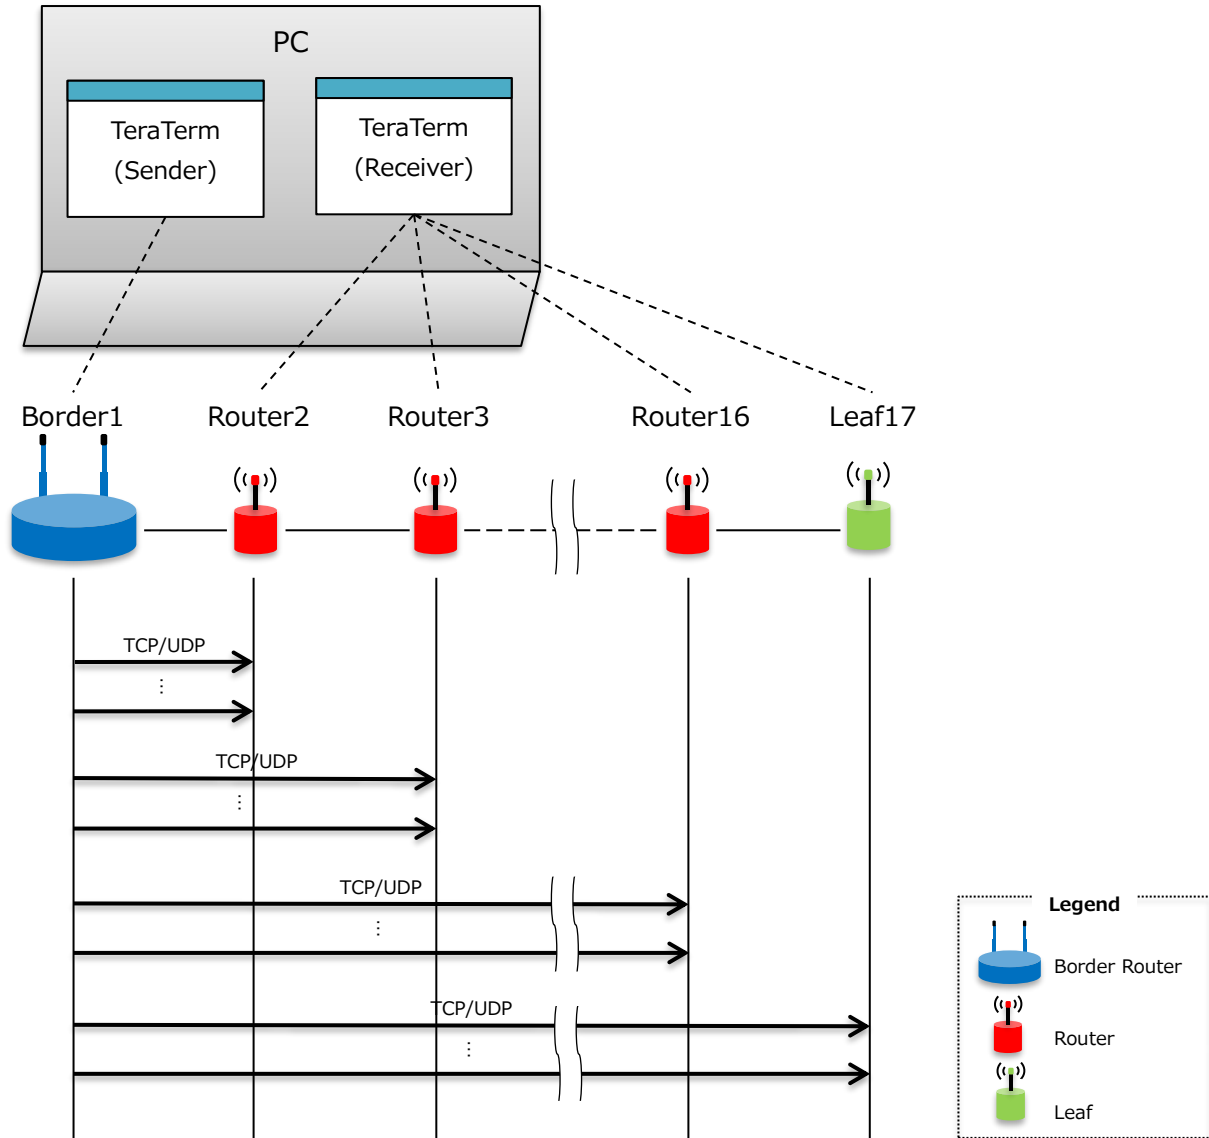 PC
TeraTerm
(Sender)
TeraTerm
(Receiver)
Border1
Router2
Router3
Router16
Leaf17
TCP/UDP
...
TCP/UDP
...
TCP/UDP
...
TCP/UDP
...
Legend
Border Router
Router
Leaf